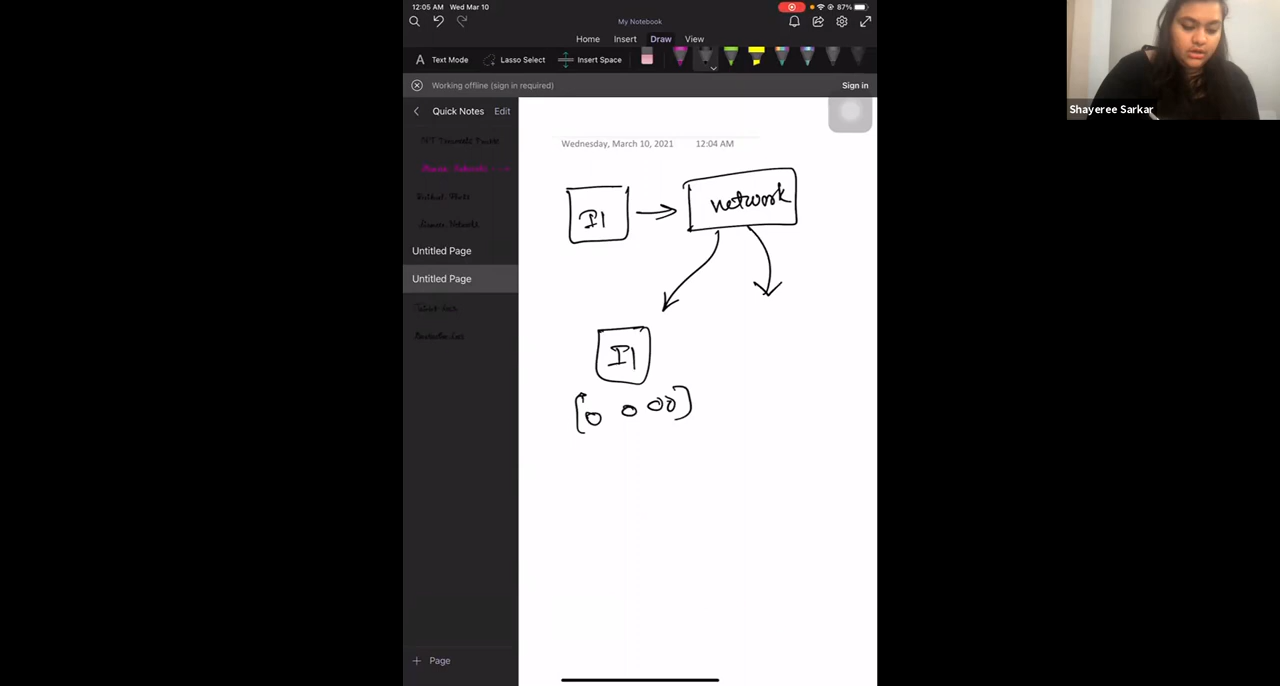 12:05 AM Wed Mar 10 87%
My Notebook
Home Insert Draw View
A Text Mode Lasso Select Insert Space
Working offline (sign in required) Sign in
Quick Notes Edit
Wednesday, March 10, 2021 12:04 AM
Untitled Page
Untitled Page
I1 network
I1
[0 0 00]
+ Page
Shayeree Sarkar